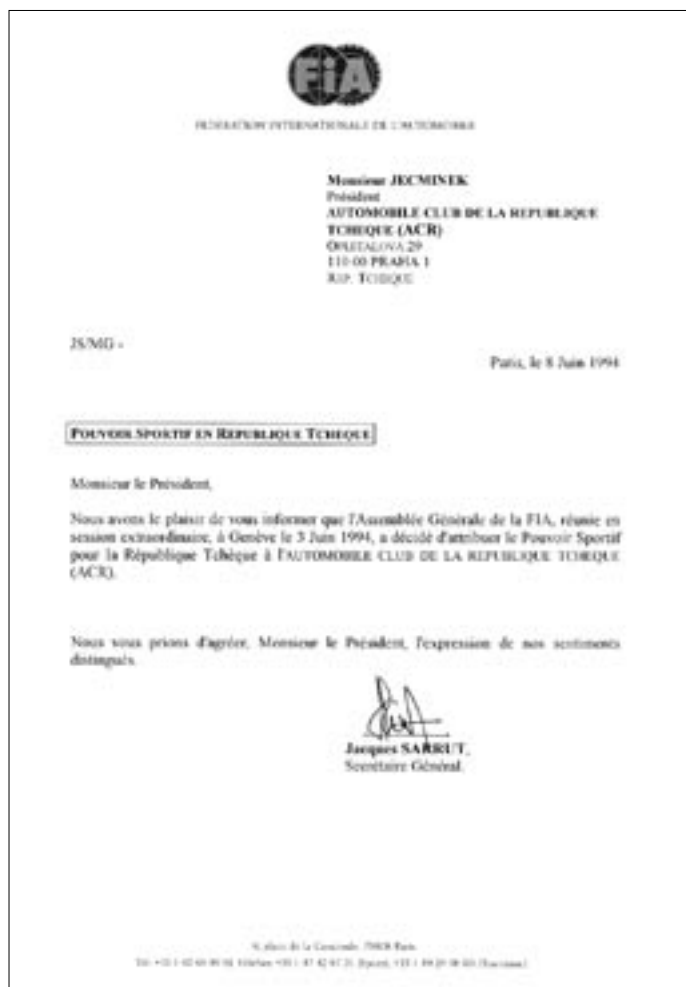 FiA
FEDERATION INTERNATIONALE DE L'AUTOMOBILE
Monsieur JECMINEK
Président
AUTOMOBILE CLUB DE LA REPUBLIQUE
TCHEQUE (ACR)
OPLETALOVA 29
110 00 PRAHA 1
REP. TCHEQUE
JS/MG -
Paris, le 8 Juin 1994
POUVOIR SPORTIF EN REPUBLIQUE TCHEQUE
Monsieur le Président,
Nous avons le plaisir de vous informer que l'Assemblée Générale de la FIA, réunie en
session extraordinaire, à Genève le 3 Juin 1994, a décidé d'attribuer le Pouvoir Sportif
pour la République Tchèque à l'AUTOMOBILE CLUB DE LA REPUBLIQUE TCHEQUE
(ACR).
Nous vous prions d'agréer, Monsieur le Président, l'expression de nos sentiments
distingués.
Jacques SARRUT,
Secrétaire Général.
place de la Concorde, Paris